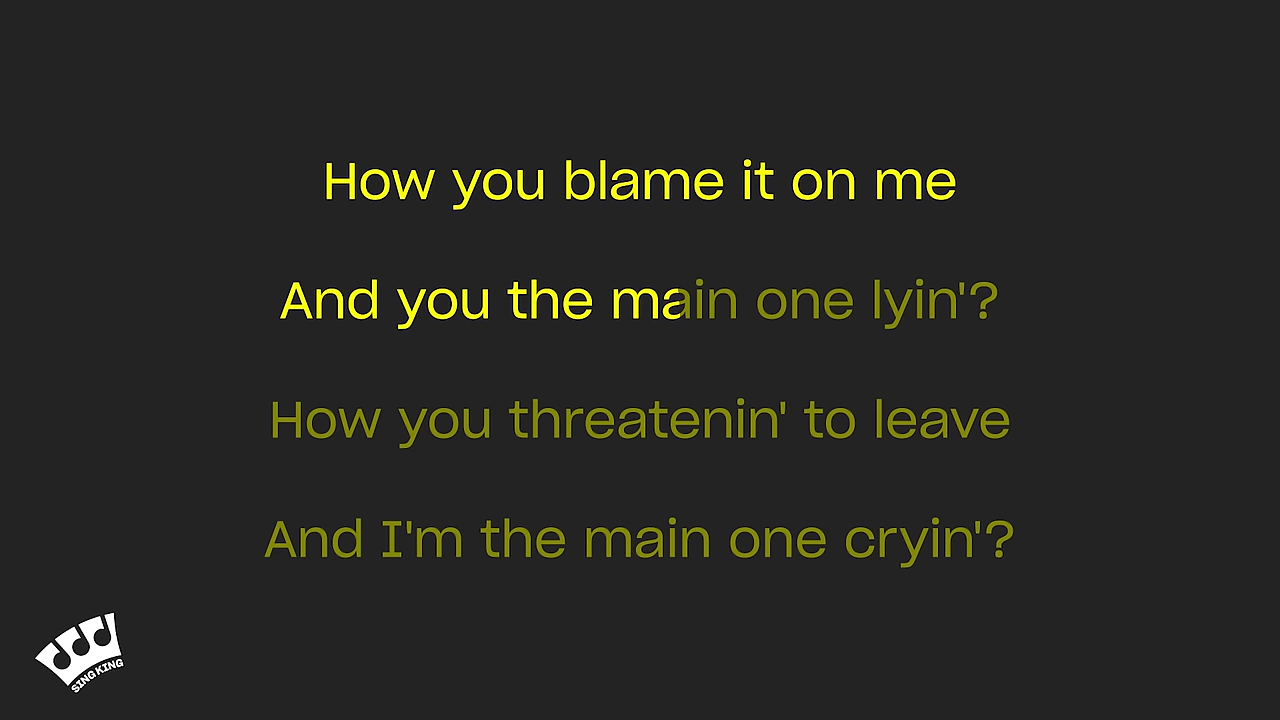 How you blame it on me
And you the main one lyin'?
How you threatenin' to leave
And I'm the main one cryin'?
SING KING